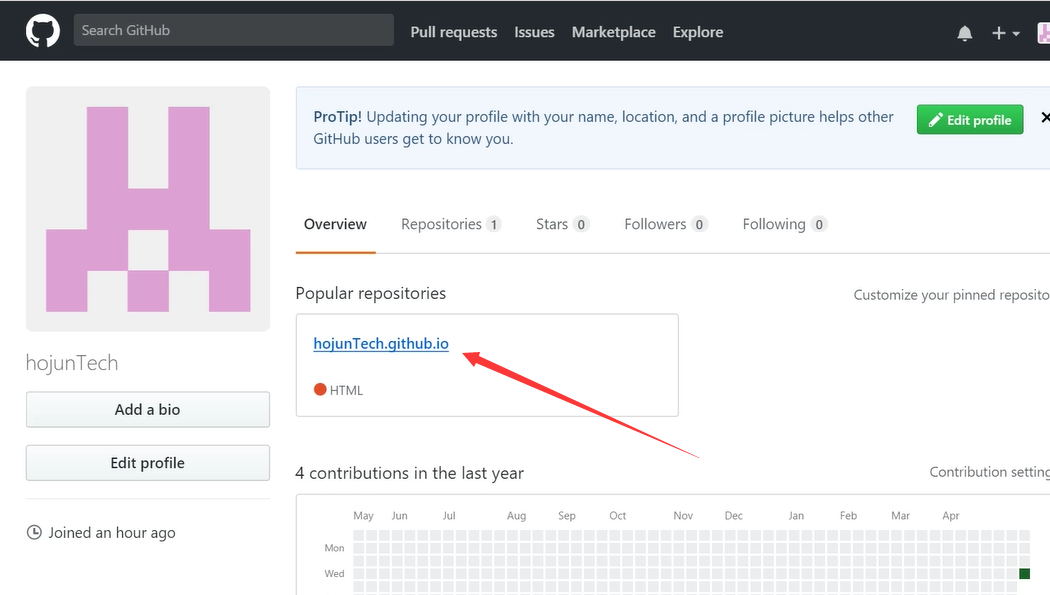 Search GitHub
Pull requests Issues Marketplace Explore
ProTip! Updating your profile with your name, location, and a profile picture helps other
GitHub users get to know you.
Edit profile
Overview Repositories 1 Stars 0 Followers 0 Following 0
Popular repositories
Customize your pinned reposito
hojunTech.github.io
HTML
hojunTech
Add a bio
Edit profile
Joined an hour ago
4 contributions in the last year
Contribution setting
May Jun Jul Aug Sep Oct Nov Dec Jan Feb Mar Apr
Mon
Wed